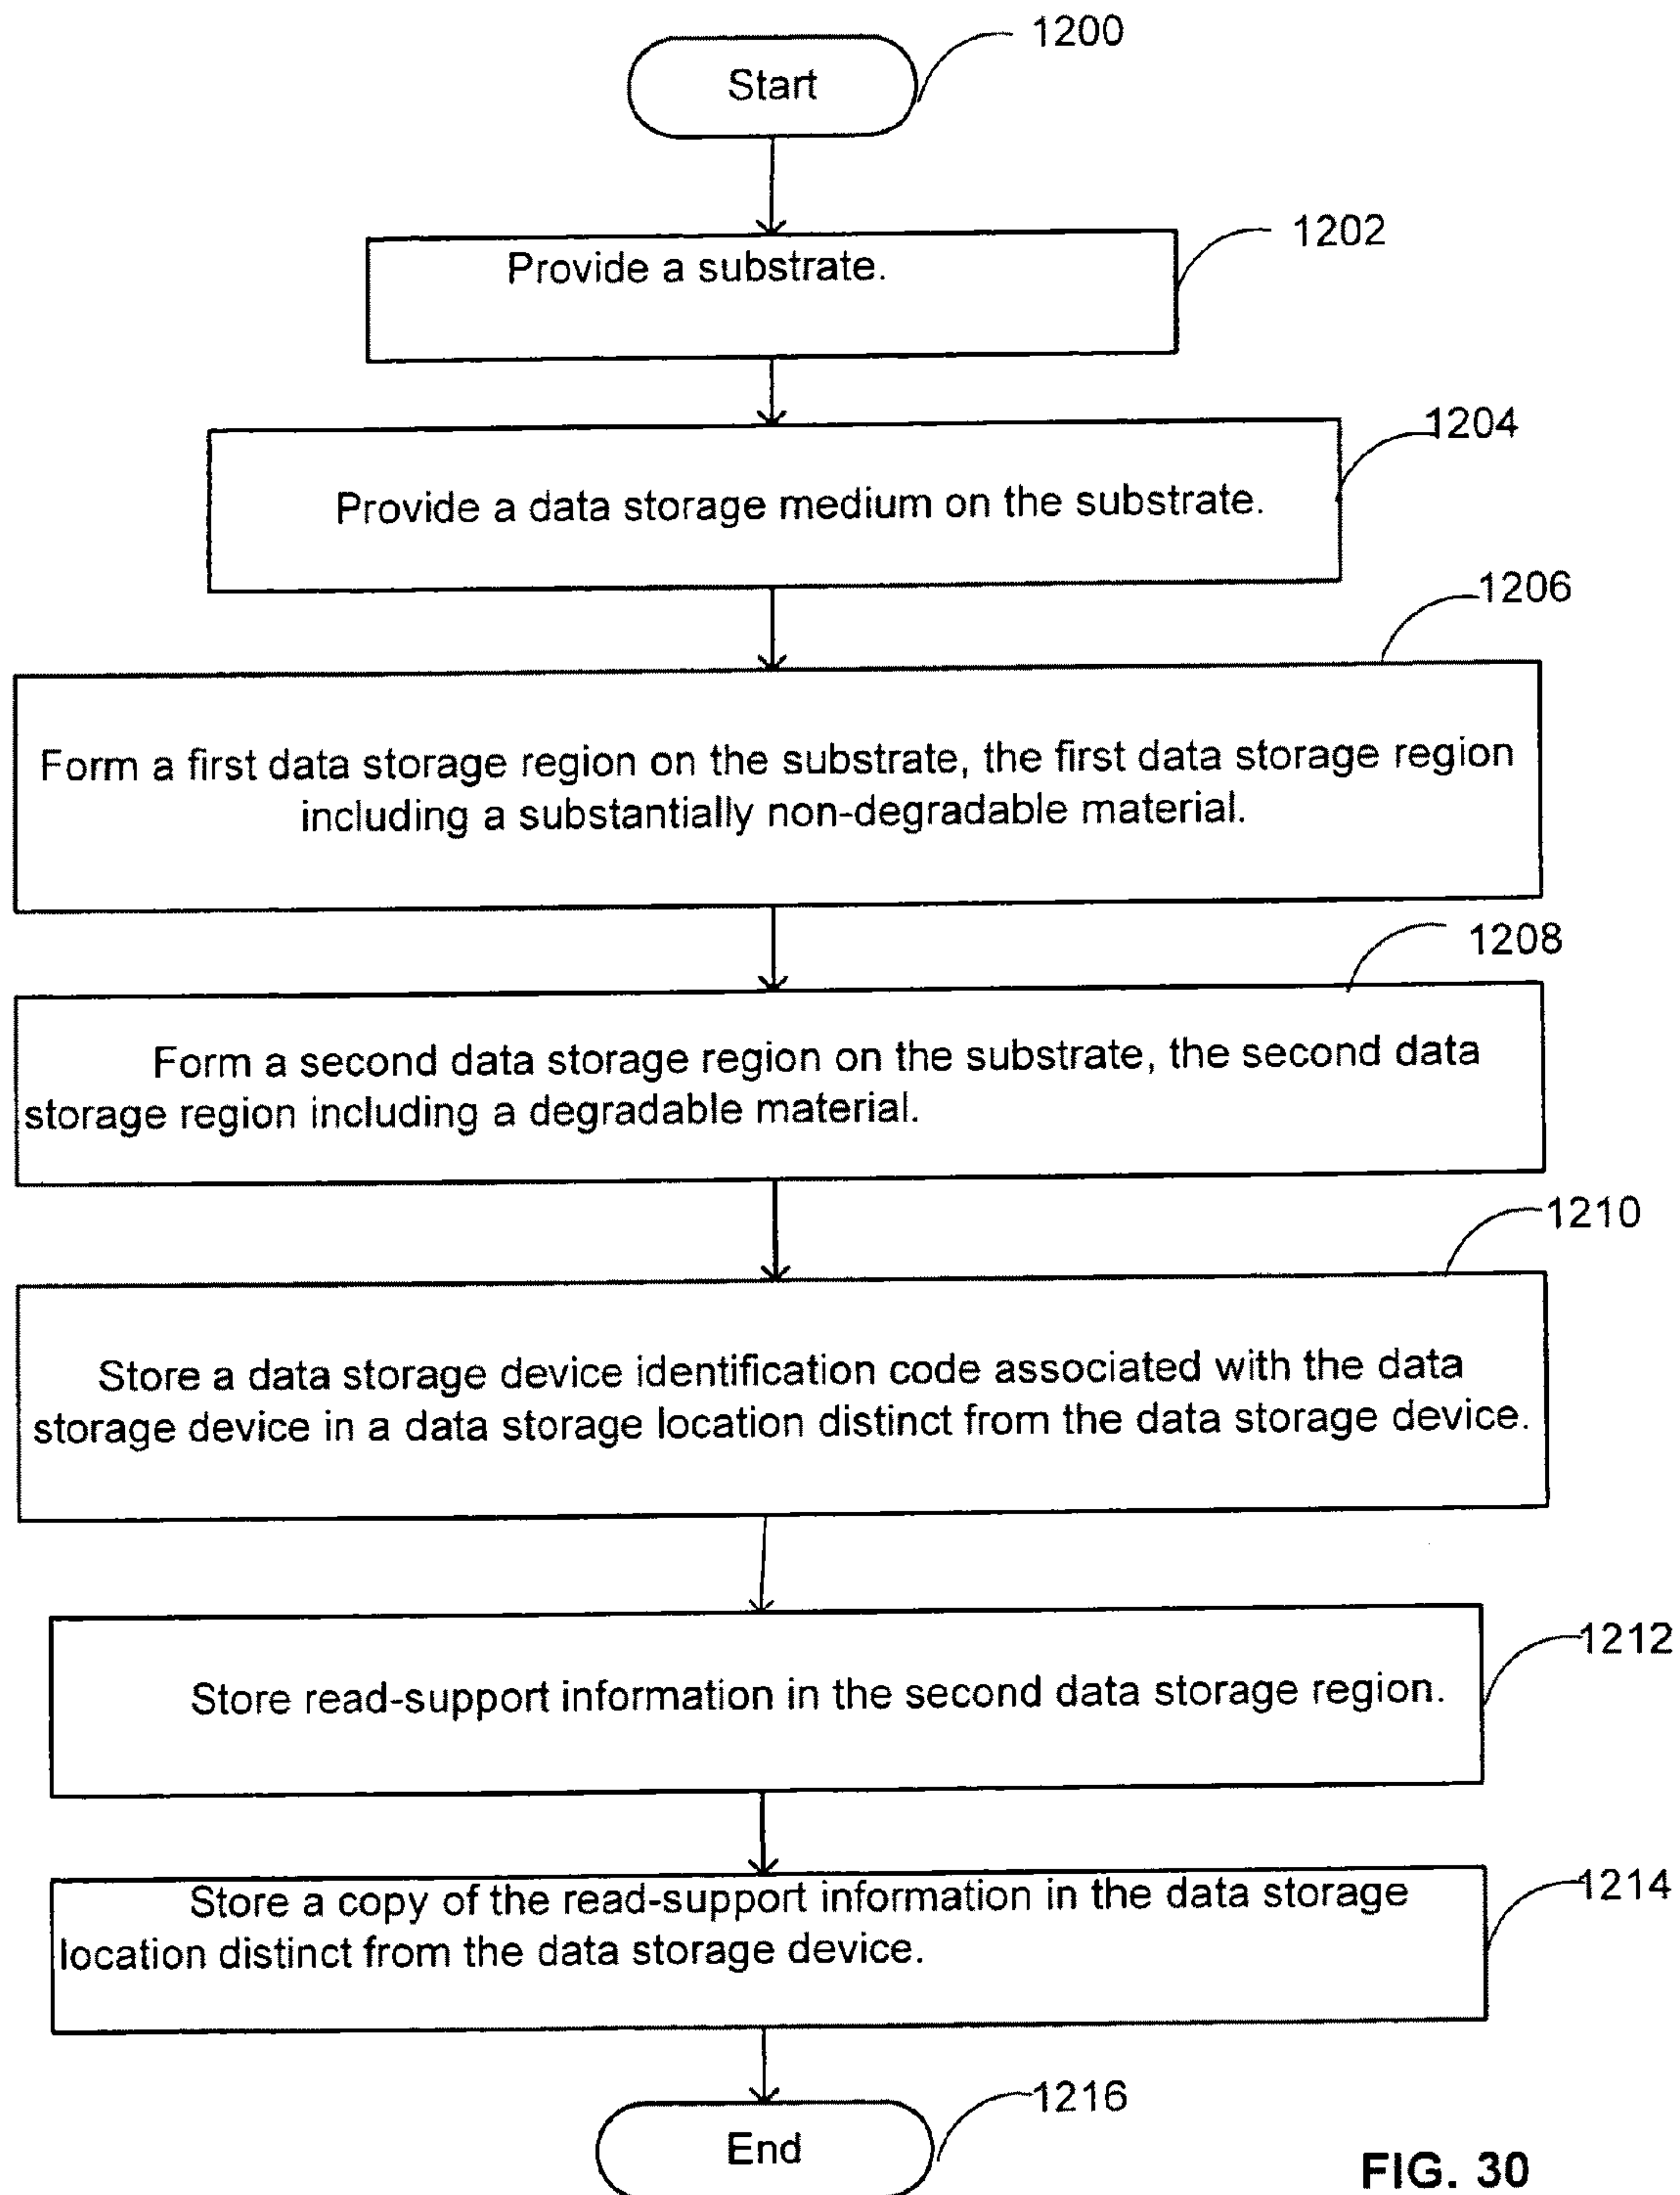 1200
Start
1202
Provide a substrate.
1204
Provide a data storage medium on the substrate.
1206
Form a first data storage region on the substrate, the first data storage region
including a substantially non-degradable material.
1208
Form a second data storage region on the substrate, the second data
storage region including a degradable material.
1210
Store a data storage device identification code associated with the data
storage device in a data storage location distinct from the data storage device.
1212
Store read-support information in the second data storage region.
1214
Store a copy of the read-support information in the data storage
location distinct from the data storage device.
1216
End
FIG. 30